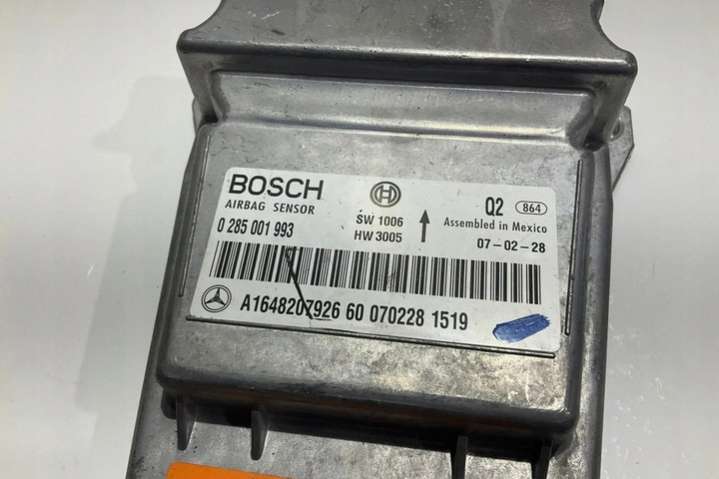 BOSCH
AIRBAG SENSOR
0 285 001 993
SW 1006
HW 3005
Q2 864
Assembled in Mexico
07-02-28
A1648207926 60 070228 1519